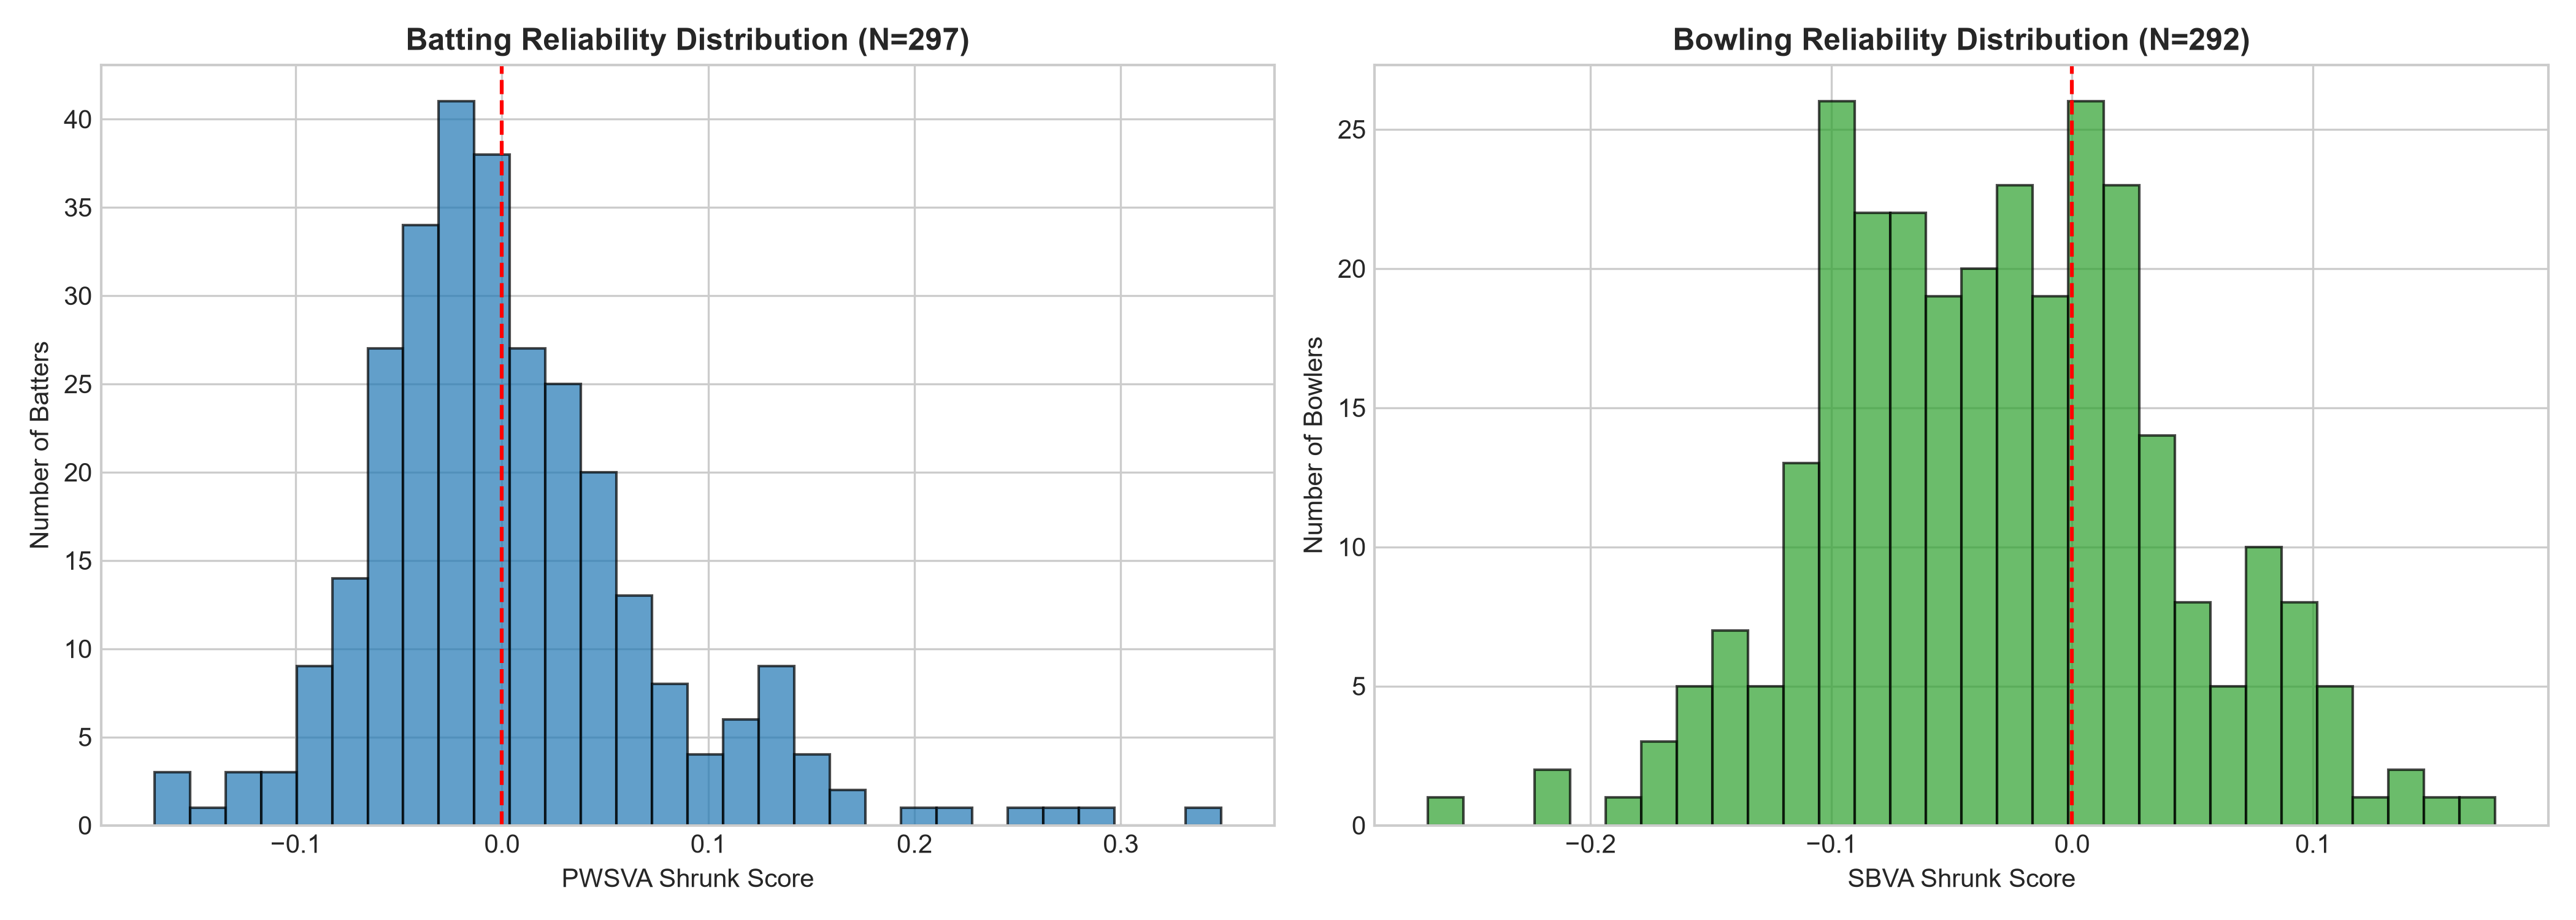 Batting Reliability Distribution (N=297)
40
35
30
25
20
15
10
5
0
Number of Batters
−0.1 0.0 0.1 0.2 0.3
PWSVA Shrunk Score
Bowling Reliability Distribution (N=292)
25
20
15
10
5
0
Number of Bowlers
−0.2 −0.1 0.0 0.1
SBVA Shrunk Score